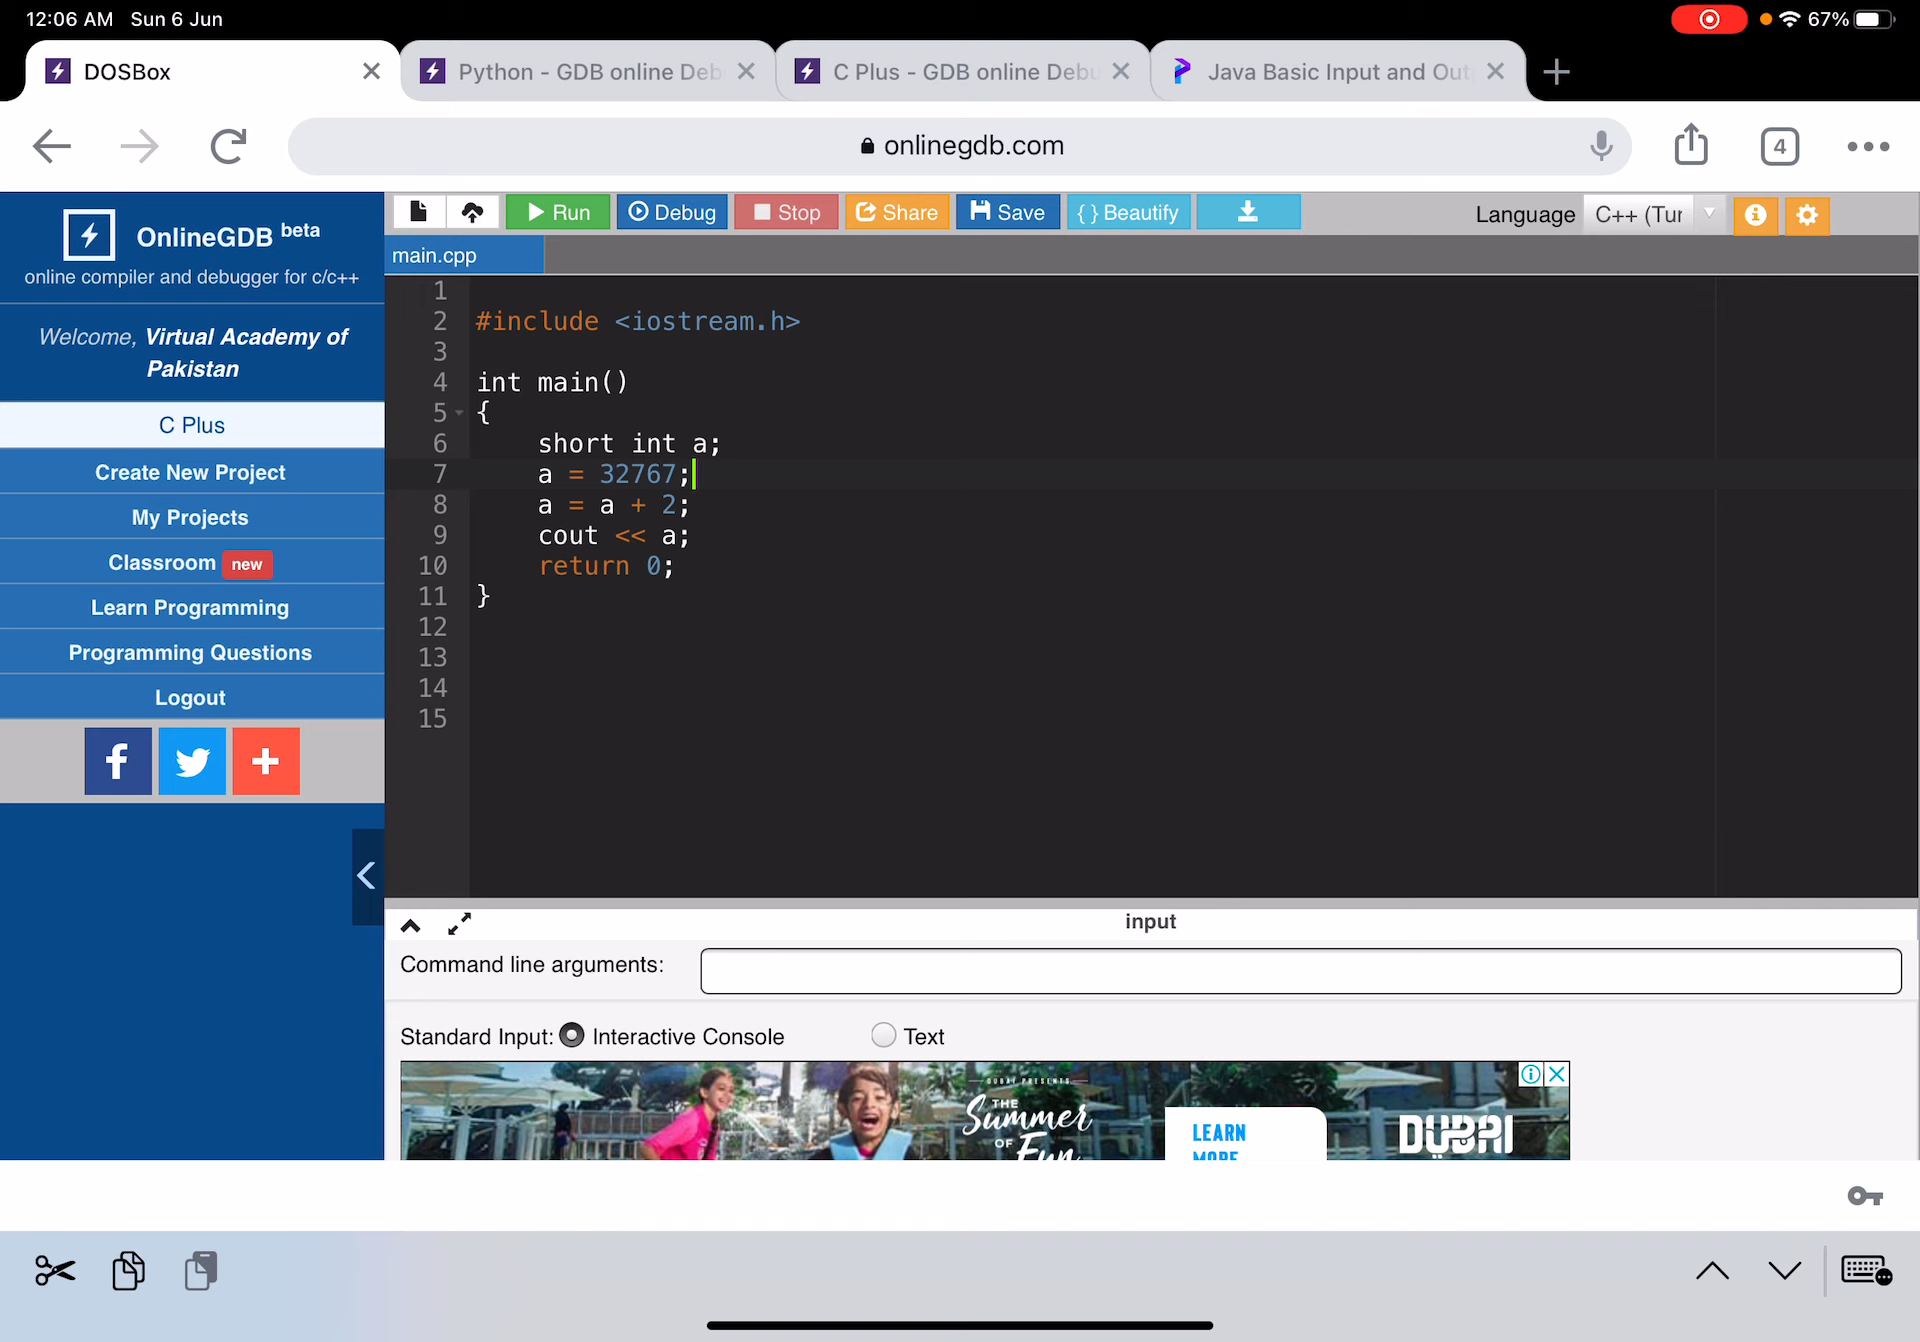 12:06 AM Sun 6 Jun
67%
DOSBox
Python - GDB online Deb
C Plus - GDB online Debu
Java Basic Input and Out
onlinegdb.com
4
OnlineGDB beta
online compiler and debugger for c/c++
Welcome, Virtual Academy of
Pakistan
C Plus
Create New Project
My Projects
Classroom new
Learn Programming
Programming Questions
Logout
Run
Debug
Stop
Share
Save
{ } Beautify
Language C++ (Tur
main.cpp
1
2 #include <iostream.h>
3
4 int main()
5 {
6 short int a;
7 a = 32767;
8 a = a + 2;
9 cout << a;
10 return 0;
11 }
12
13
14
15
input
Command line arguments:
Standard Input: Interactive Console Text
DUBAI PRESENTS
THE
Summer
OF
Fun
LEARN
MORE
DUBAI